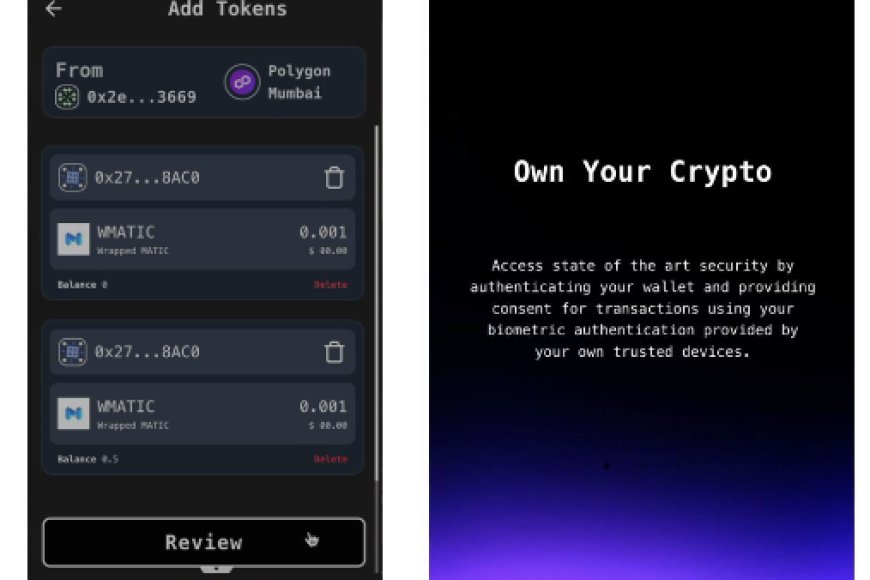 Add Tokens
From
0x2e...3669
Polygon
Mumbai
0x27...8AC0
WMATIC
0.001
Wrapped MATIC
$ 00.00
Balance 0
Delete
0x27...8AC0
WMATIC
0.001
Wrapped MATIC
$ 00.00
Balance 0.5
Delete
Review
Own Your Crypto
Access state of the art security by
authenticating your wallet and providing
consent for transactions using your
biometric authentication provided by
your own trusted devices.